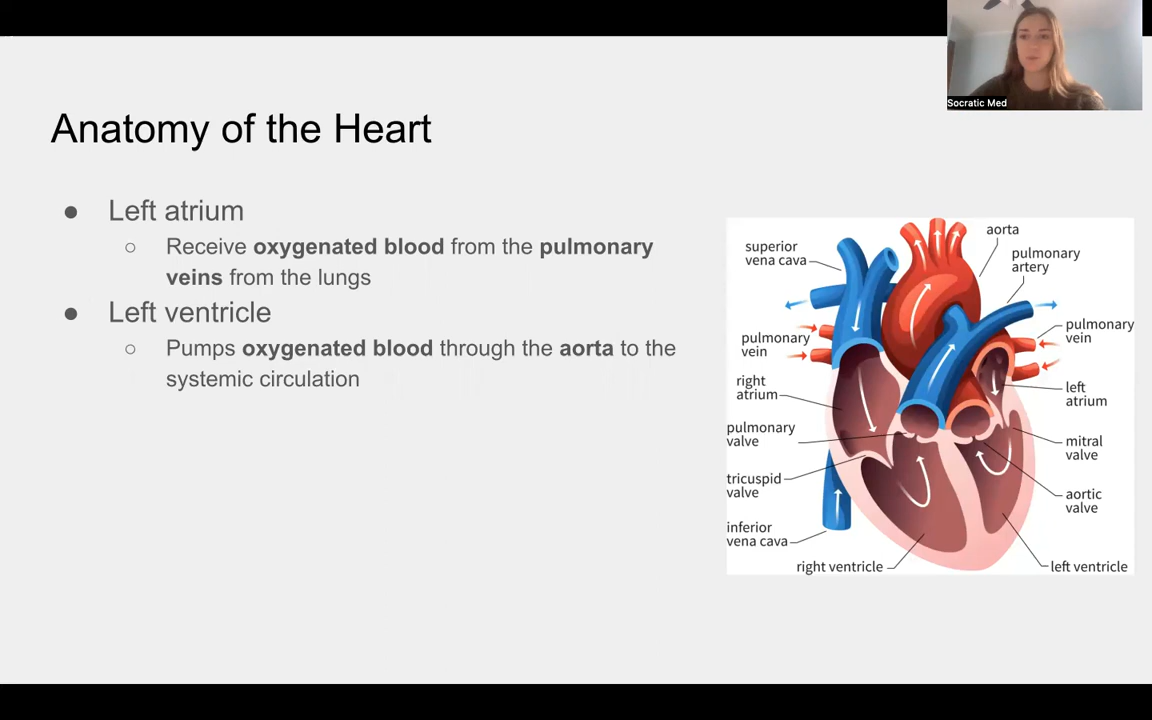 Socratic Med
Anatomy of the Heart
● Left atrium
○ Receive oxygenated blood from the pulmonary
veins from the lungs
● Left ventricle
○ Pumps oxygenated blood through the aorta to the
systemic circulation
aorta
superior
vena cava
pulmonary
artery
pulmonary
vein
pulmonary
vein
right
atrium
left
atrium
pulmonary
valve
mitral
valve
tricuspid
valve
aortic
valve
inferior
vena cava
right ventricle
left ventricle